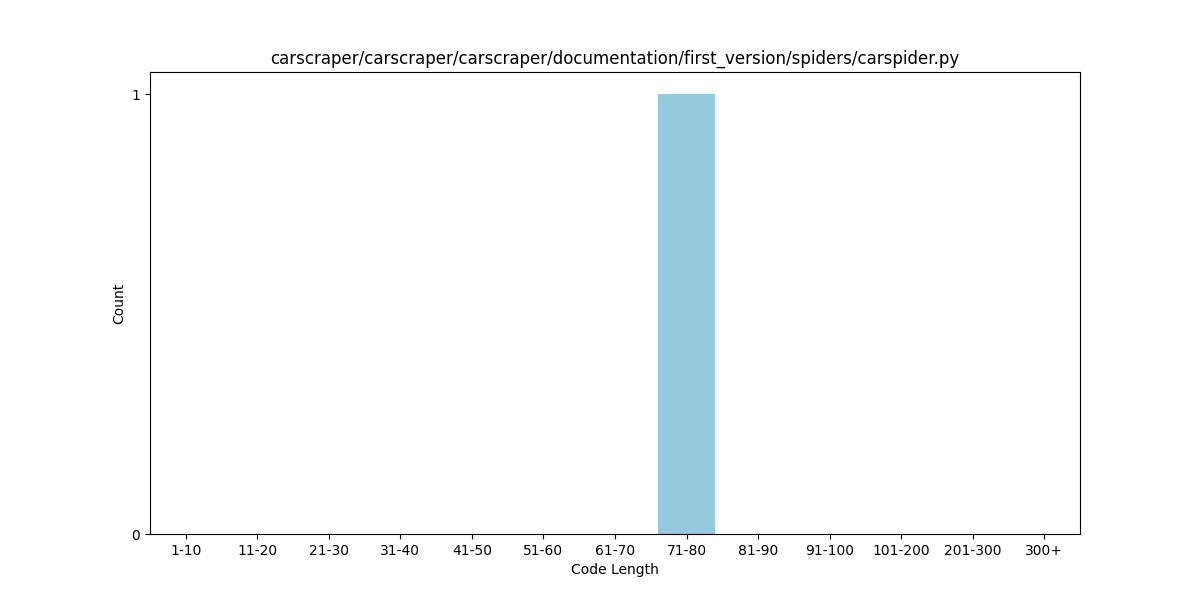 carscraper/carscraper/carscraper/documentation/first_version/spiders/carspider.py
1
Count
0
1-10 11-20 21-30 31-40 41-50 51-60 61-70 71-80 81-90 91-100 101-200 201-300 300+
Code Length